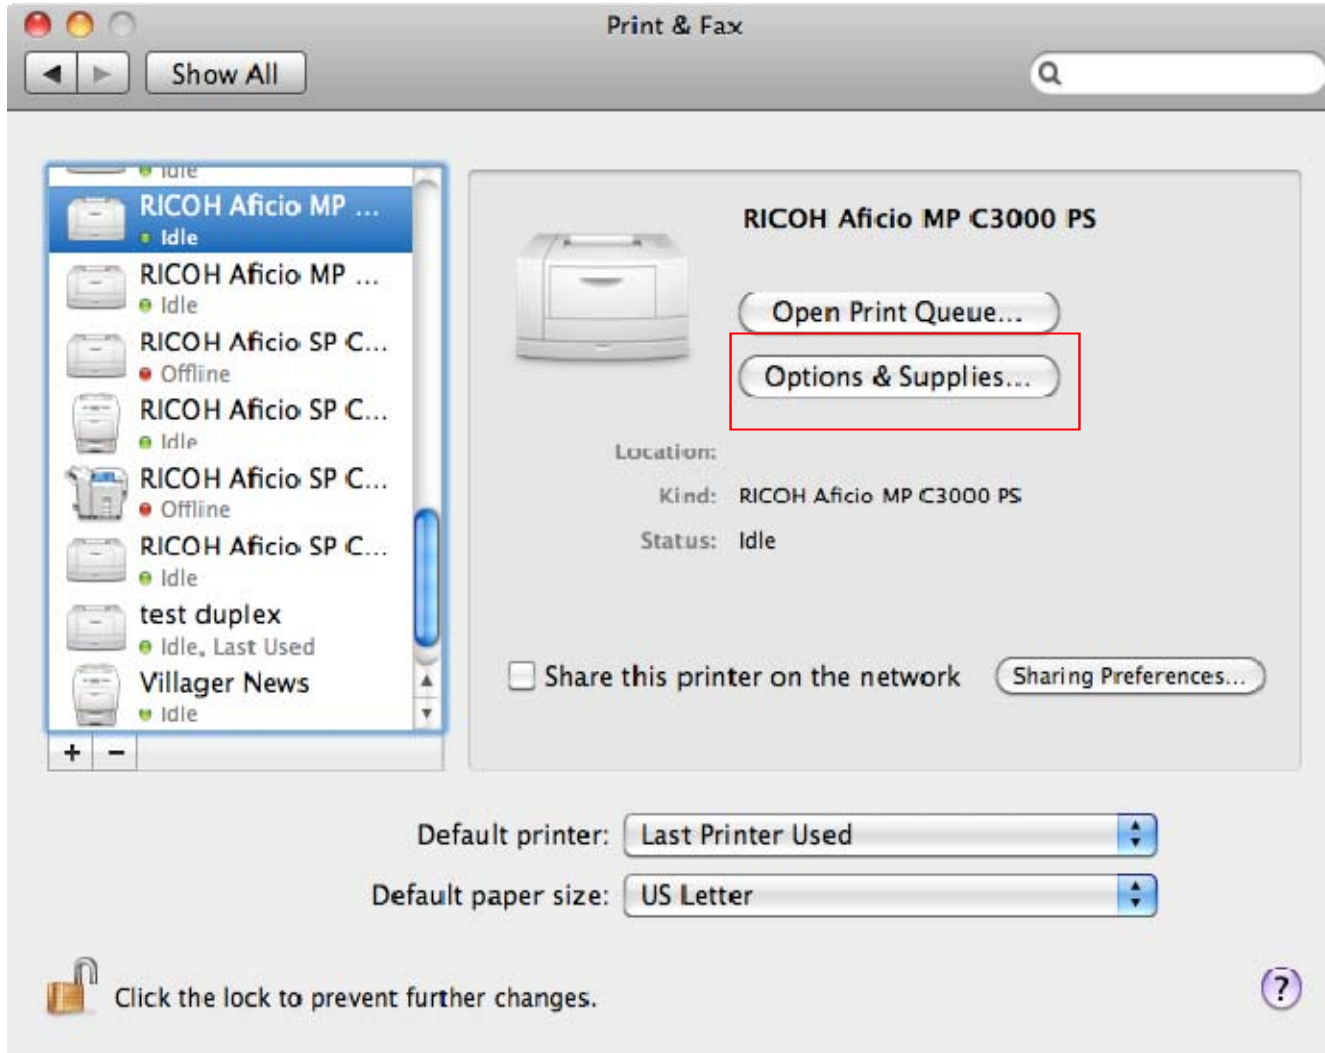 Print & Fax
Show All
Idle
RICOH Aficio MP ...
Idle
RICOH Aficio MP ...
Idle
RICOH Aficio SP C...
Offline
RICOH Aficio SP C...
Idle
RICOH Aficio SP C...
Offline
RICOH Aficio SP C...
Idle
test duplex
Idle, Last Used
Villager News
Idle
+ −
RICOH Aficio MP C3000 PS
Open Print Queue...
Options & Supplies...
Location:
Kind: RICOH Aficio MP C3000 PS
Status: Idle
Share this printer on the network
Sharing Preferences...
Default printer: Last Printer Used
Default paper size: US Letter
Click the lock to prevent further changes.
?